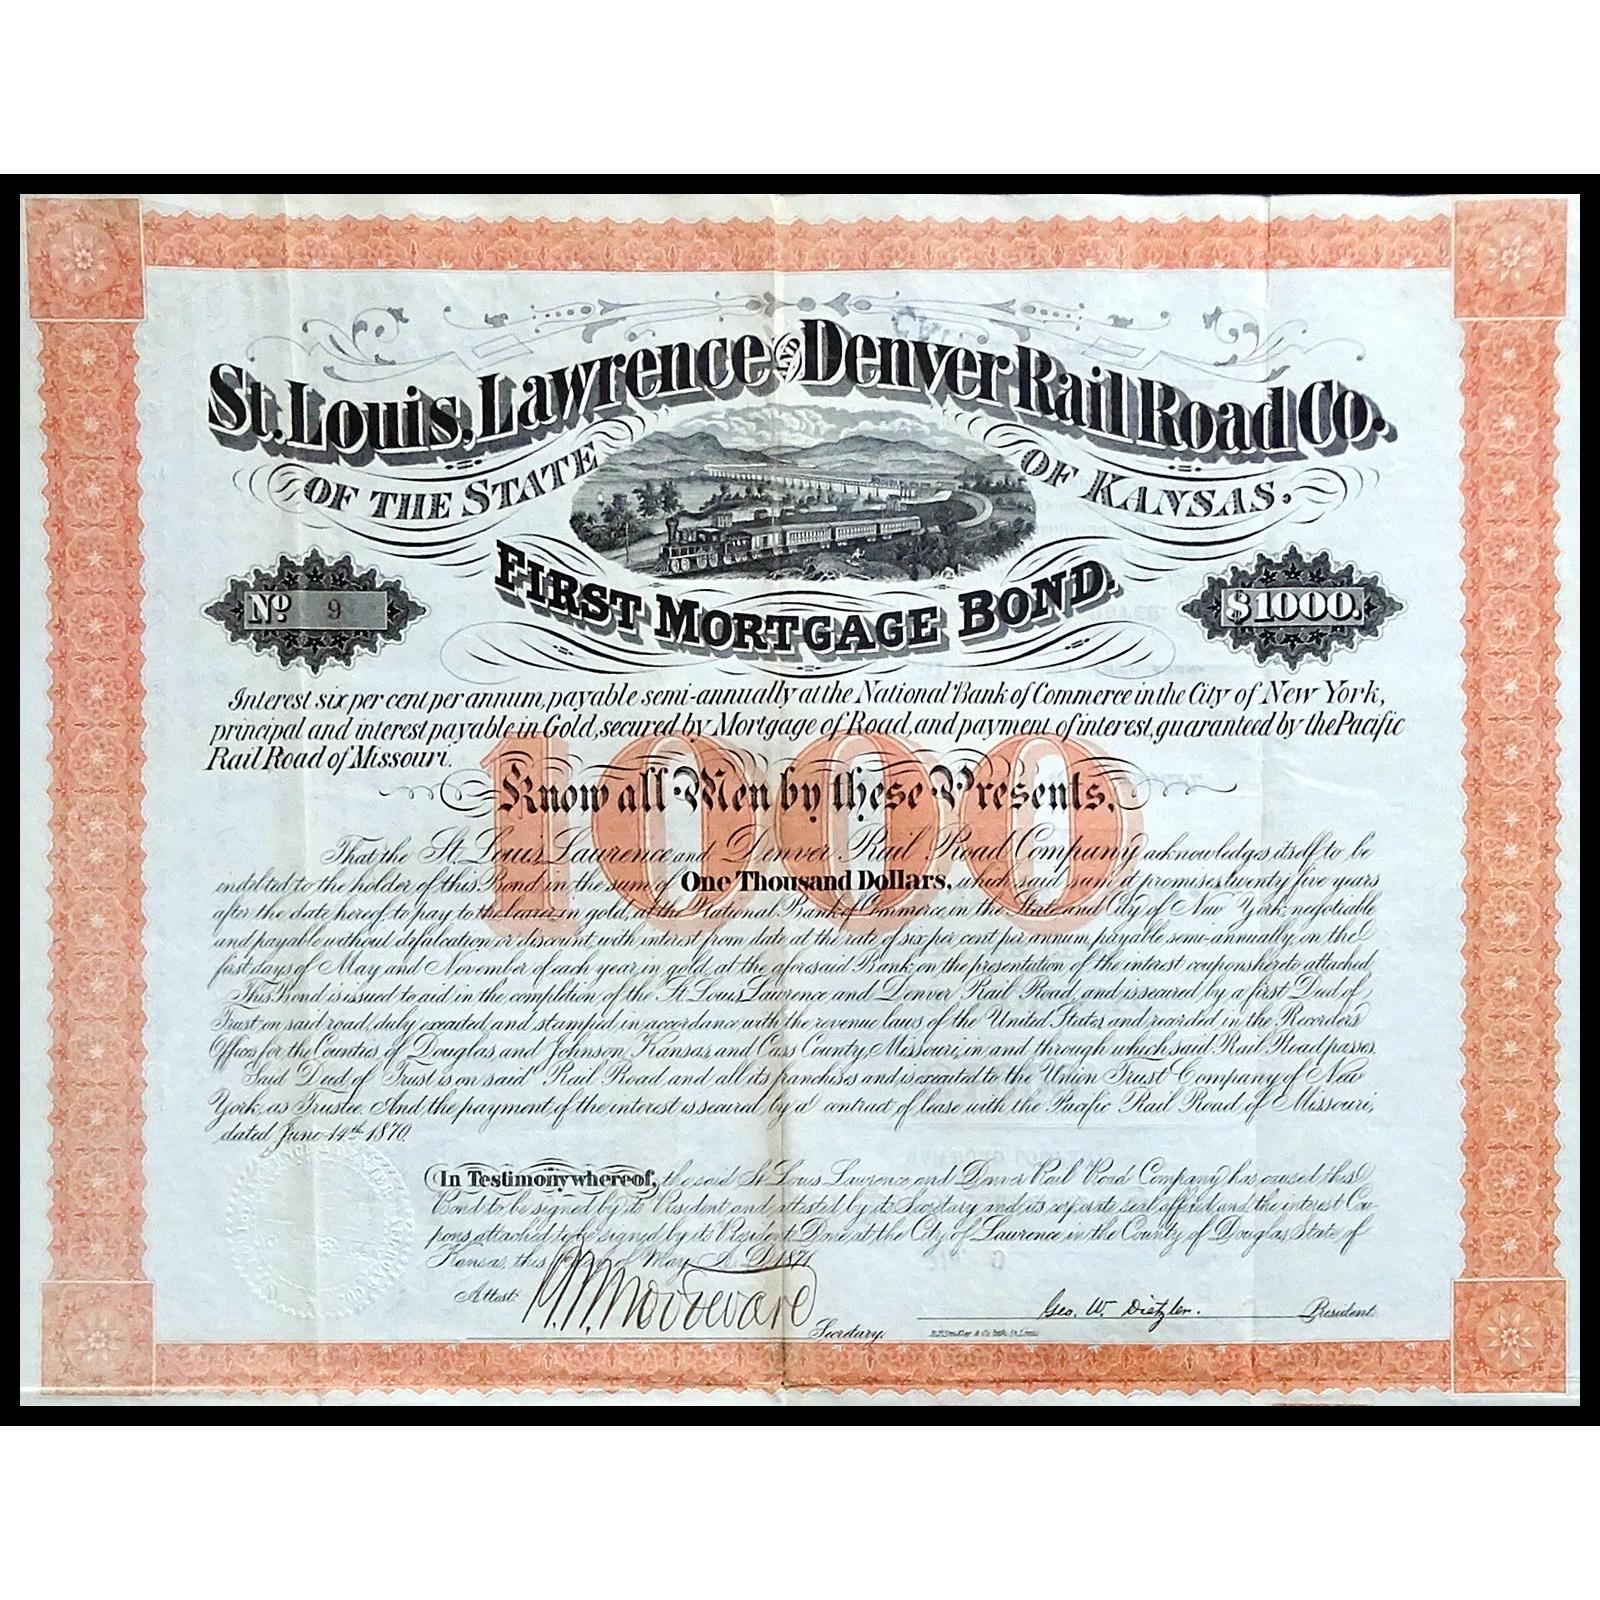 St. Louis, Lawrence AND Denver Rail Road Co.
OF THE STATE OF KANSAS,
FIRST MORTGAGE BOND.
No. 9
$1000.
Interest six per cent per annum, payable semi-annually at the National Bank of Commerce in the City of New York,
principal and interest payable in Gold, secured by Mortgage of Road, and payment of interest, guaranteed by the Pacific
Rail Road of Missouri.
1000
Know all Men by these Presents,
That the St. Louis, Lawrence and Denver Rail Road Company acknowledges itself to be
indebted to the holder of this Bond in the sum of One Thousand Dollars, which said sum it promises twenty five years
after the date hereof, to pay to the bearer in gold, at the National Bank of Commerce in the State and City of New York, negotiable
and payable without defalcation or discount, with interest from date at the rate of six per cent per annum, payable semi-annually on the
first days of May and November of each year, in gold, at the aforesaid Bank, on the presentation of the interest coupons hereto attached.
This Bond is issued to aid in the completion of the St. Louis, Lawrence and Denver Rail Road, and is secured by a first Deed of
Trust on said road, duly executed and stamped, in accordance with the revenue laws of the United States, and recorded in the Recorders
Offices for the Counties of Douglas and Johnson, Kansas, and Cass County, Missouri, in and through which said Rail Road passes.
Said Deed of Trust is on said Rail Road and all its franchises and is executed to the Union Trust Company of New
York, as Trustee. And the payment of the interest is secured by a contract of lease with the Pacific Rail Road of Missouri,
dated June 14th 1870.
In Testimony whereof, the said St. Louis, Lawrence and Denver Rail Road Company has caused this
Bond to be signed by its President and attested by its Secretary and its corporate seal affixed and the interest Cou-
pons attached to be signed by its President. Done at the City of Lawrence in the County of Douglas, State of
Kansas, this day of May A. D. 1871
Attest:
Secretary.
Geo. W. Dietzler. President.